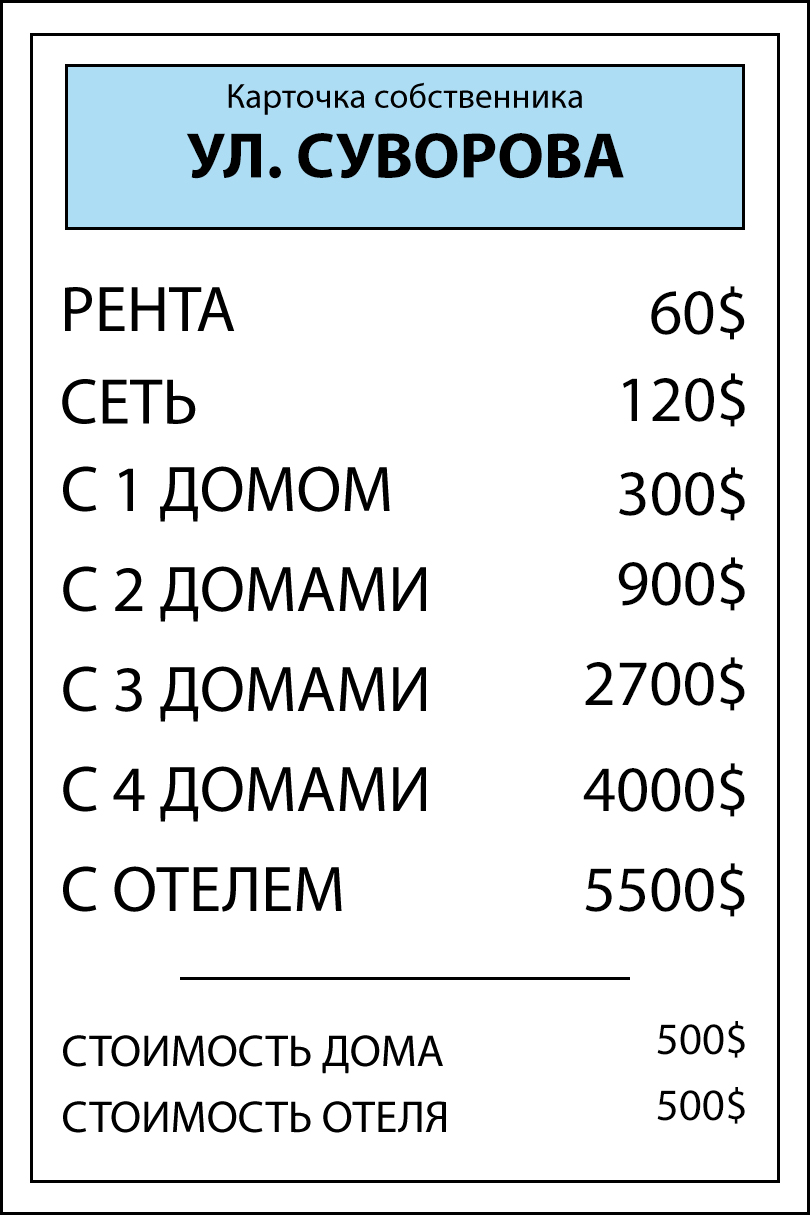 Карточка собственника
УЛ. СУВОРОВА
РЕНТА 60$
СЕТЬ 120$
С 1 ДОМОМ 300$
С 2 ДОМАМИ 900$
С 3 ДОМАМИ 2700$
С 4 ДОМАМИ 4000$
С ОТЕЛЕМ 5500$
СТОИМОСТЬ ДОМА 500$
СТОИМОСТЬ ОТЕЛЯ 500$